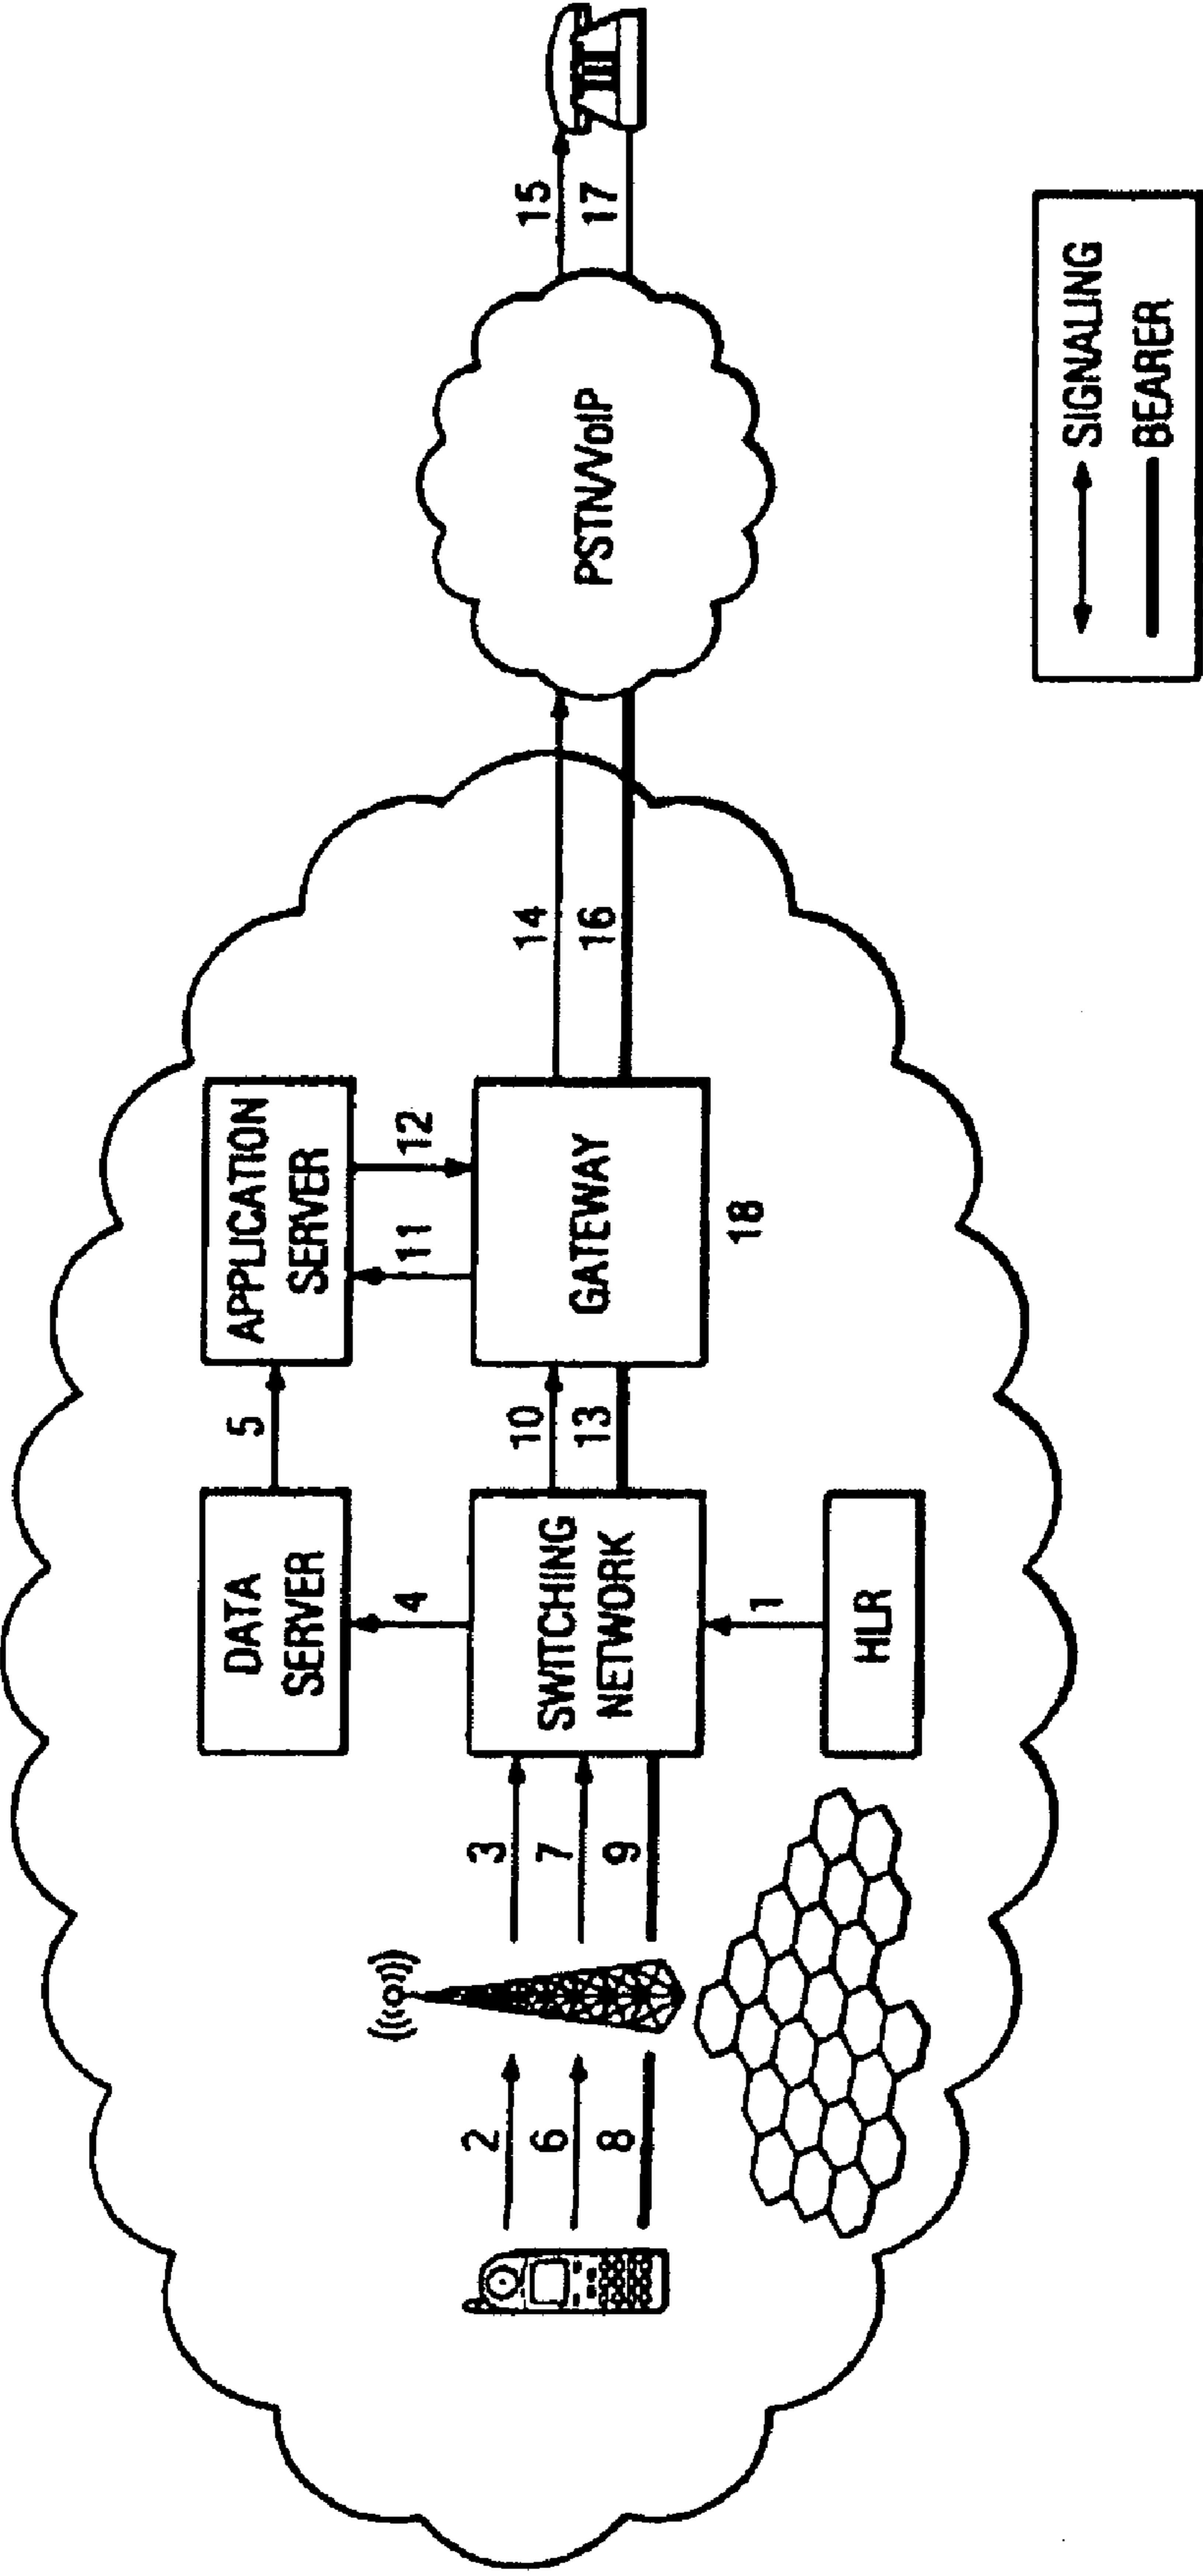 DATA
SERVER
5
APPLICATION
SERVER
4
11
12
2
3
SWITCHING
NETWORK
10
GATEWAY
14
PSTN/VoIP
15
6
7
13
16
17
8
9
1
18
HLR
SIGNALING
BEARER